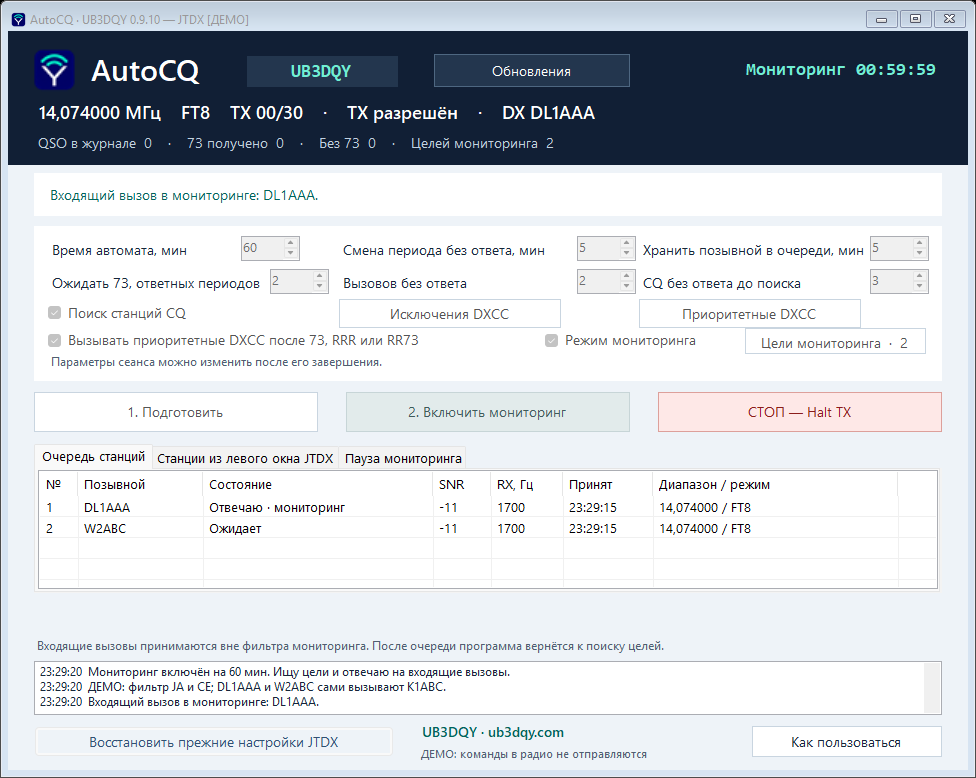 AutoCQ · UB3DQY 0.9.10 — JTDX [ДЕМО]
AutoCQ UB3DQY Обновления Мониторинг 00:59:59
14,074000 МГц FT8 TX 00/30 · TX разрешён · DX DL1AAA
QSO в журнале 0 · 73 получено 0 · Без 73 0 · Целей мониторинга 2
Входящий вызов в мониторинге: DL1AAA.
Время автомата, мин 60 Смена периода без ответа, мин 5 Хранить позывной в очереди, мин 5
Ожидать 73, ответных периодов 2 Вызовов без ответа 2 CQ без ответа до поиска 3
Поиск станций CQ Исключения DXCC Приоритетные DXCC
Вызывать приоритетные DXCC после 73, RRR или RR73 Режим мониторинга Цели мониторинга · 2
Параметры сеанса можно изменить после его завершения.
1. Подготовить 2. Включить мониторинг СТОП — Halt TX
Очередь станций Станции из левого окна JTDX Пауза мониторинга
№ Позывной Состояние SNR RX, Гц Принят Диапазон / режим
1 DL1AAA Отвечаю · мониторинг -11 1700 23:29:15 14,074000 / FT8
2 W2ABC Ожидает -11 1700 23:29:15 14,074000 / FT8
Входящие вызовы принимаются вне фильтра мониторинга. После очереди программа вернётся к поиску целей.
23:29:20 Мониторинг включён на 60 мин. Ищу цели и отвечаю на входящие вызовы.
23:29:20 ДЕМО: фильтр JA и CE; DL1AAA и W2ABC сами вызывают K1ABC.
23:29:20 Входящий вызов в мониторинге: DL1AAA.
Восстановить прежние настройки JTDX UB3DQY · ub3dqy.com Как пользоваться
ДЕМО: команды в радио не отправляются